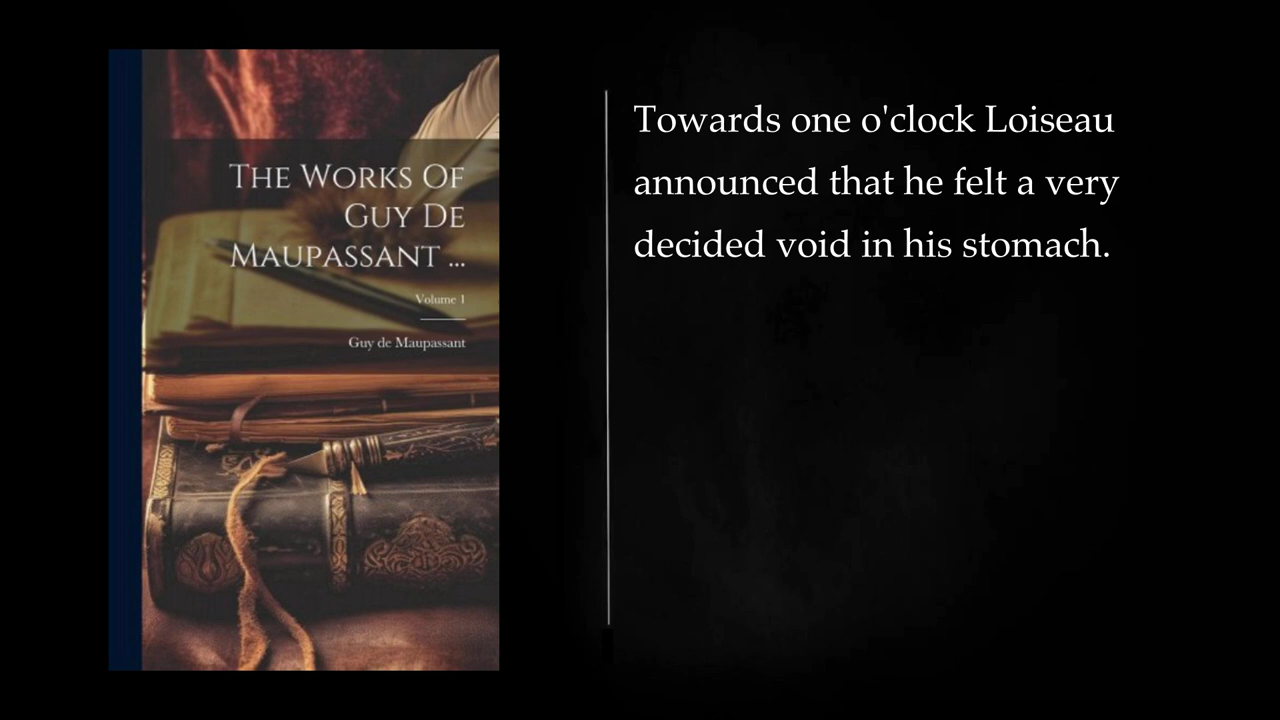 The Works Of
Guy De
Maupassant ...
Volume 1
Guy de Maupassant
Towards one o'clock Loiseau
announced that he felt a very
decided void in his stomach.